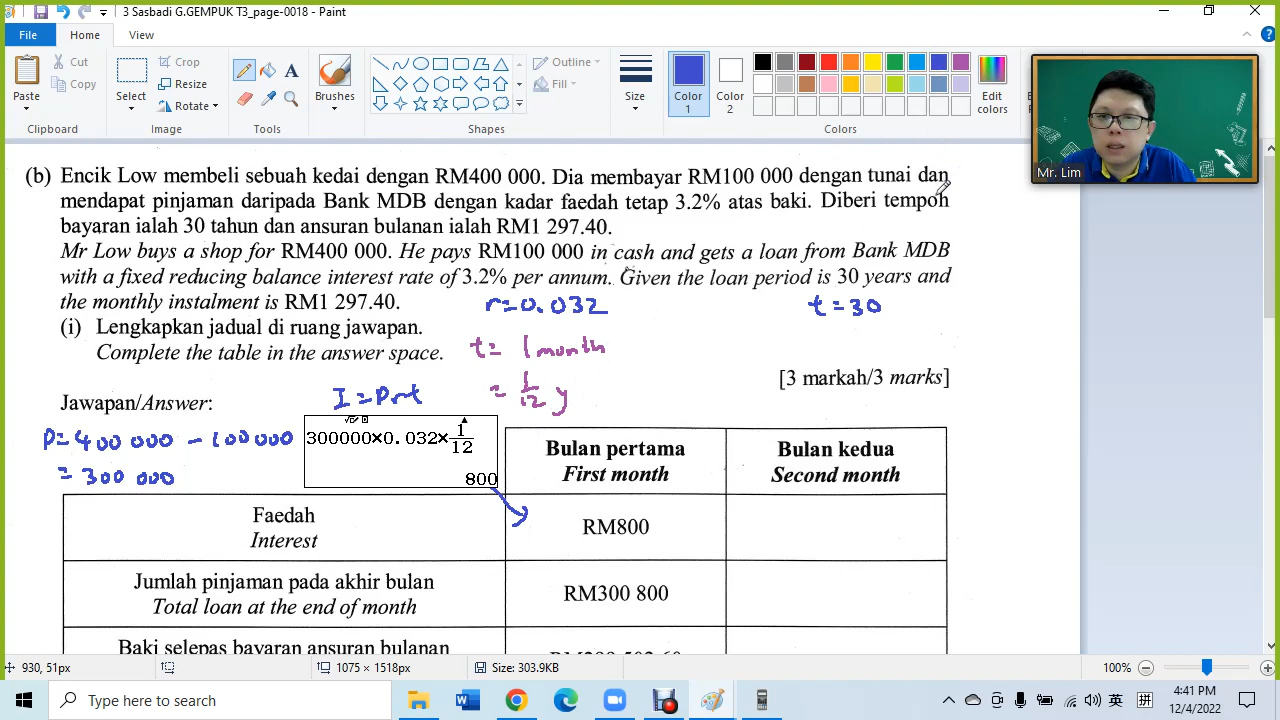 3 Sasbadi G.GEMPUK T3_page-0018 - Paint
File
Home
View
Paste
Cut
Copy
Clipboard
Select
Crop
Resize
Rotate
Image
A
Tools
Brushes
Outline
Fill
Shapes
Size
Color 1
Color 2
Edit colors
Colors
Mr. Lim
(b) Encik Low membeli sebuah kedai dengan RM400 000. Dia membayar RM100 000 dengan tunai dan
mendapat pinjaman daripada Bank MDB dengan kadar faedah tetap 3.2% atas baki. Diberi tempoh
bayaran ialah 30 tahun dan ansuran bulanan ialah RM1 297.40.
Mr Low buys a shop for RM400 000. He pays RM100 000 in cash and gets a loan from Bank MDB
with a fixed reducing balance interest rate of 3.2% per annum. Given the loan period is 30 years and
the monthly instalment is RM1 297.40.
r=0.032
t=30
(i) Lengkapkan jadual di ruang jawapan.
Complete the table in the answer space.
t= 1 month
= 1/12 y
[3 markah/3 marks]
Jawapan/Answer:
I=Prt
P=400 000 - 100 000
= 300 000
300000×0.032×1/12
800
Bulan pertama
First month
Bulan kedua
Second month
Faedah
Interest
RM800
Jumlah pinjaman pada akhir bulan
Total loan at the end of month
RM300 800
Baki selepas bayaran ansuran bulanan
930, 51px
1075 × 1518px
Size: 303.9KB
100%
Type here to search
英
拼
4:41 PM
12/4/2022